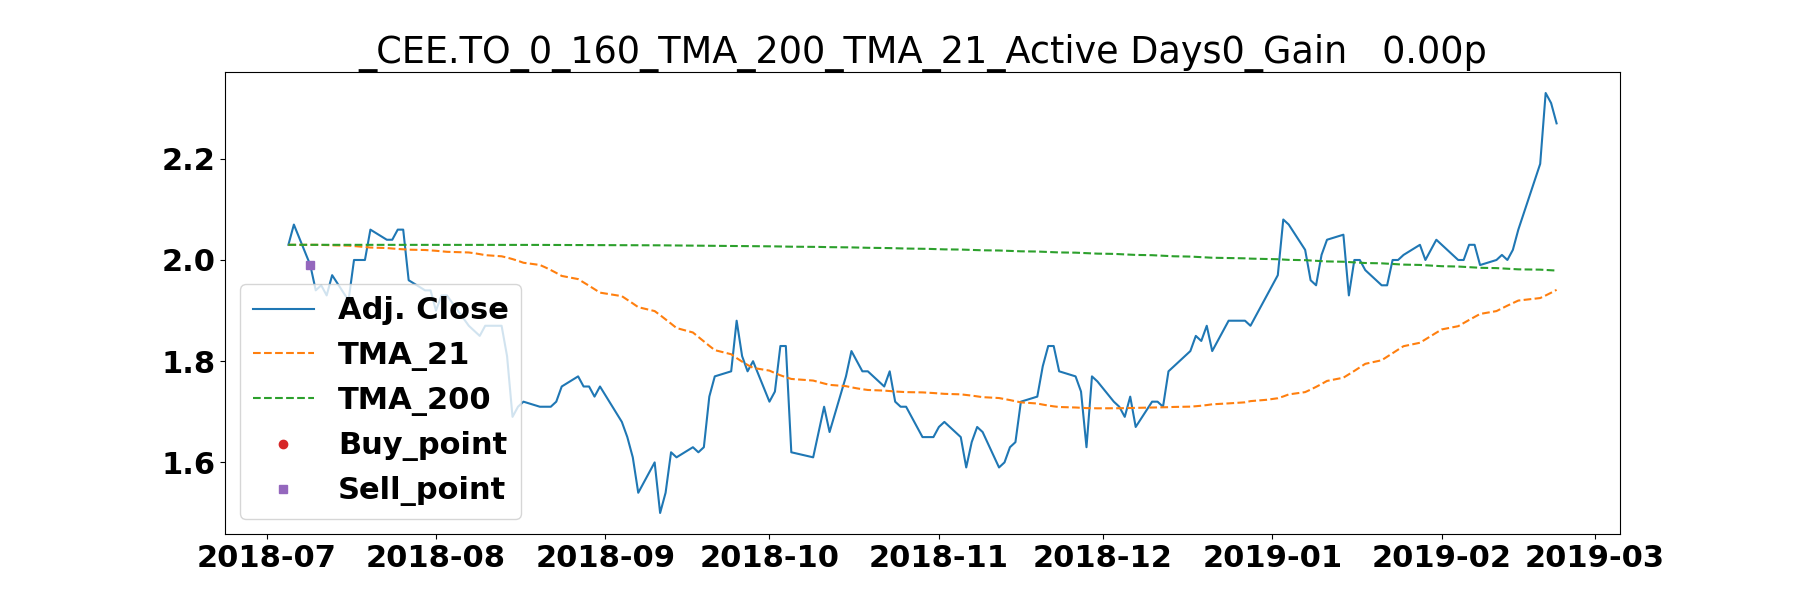 _CEE.TO_0_160_TMA_200_TMA_21_Active Days0_Gain   0.00p
2.2
2.0
1.8
1.6
Adj. Close
TMA_21
TMA_200
Buy_point
Sell_point
2018-07 2018-08 2018-09 2018-10 2018-11 2018-12 2019-01 2019-02 2019-03